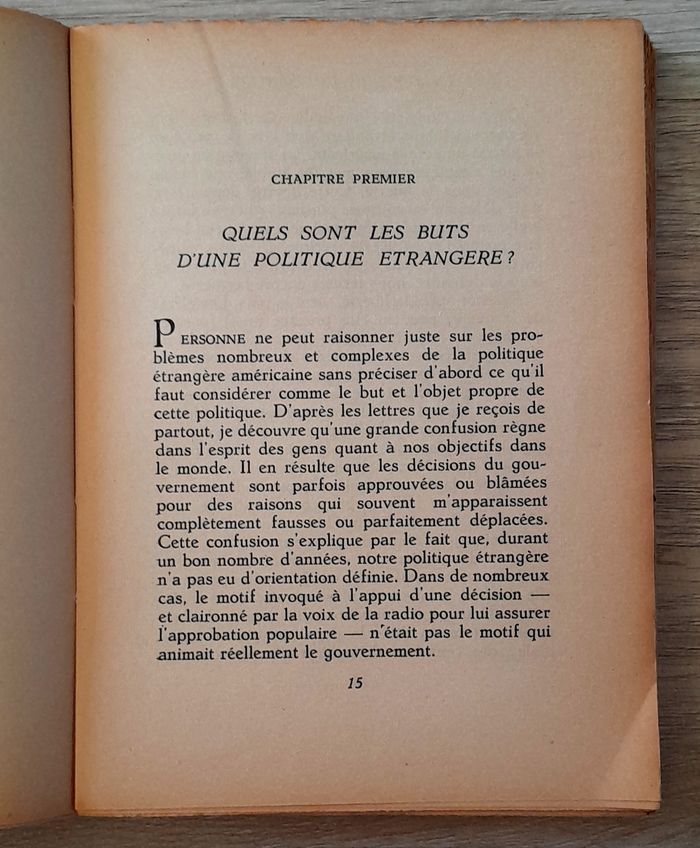 CHAPITRE PREMIER
QUELS SONT LES BUTS
D'UNE POLITIQUE ETRANGERE ?
PERSONNE ne peut raisonner juste sur les pro-
blèmes nombreux et complexes de la politique
étrangère américaine sans préciser d'abord ce qu'il
faut considérer comme le but et l'objet propre de
cette politique. D'après les lettres que je reçois de
partout, je découvre qu'une grande confusion règne
dans l'esprit des gens quant à nos objectifs dans
le monde. Il en résulte que les décisions du gou-
vernement sont parfois approuvées ou blâmées
pour des raisons qui souvent m'apparaissent
complètement fausses ou parfaitement déplacées.
Cette confusion s'explique par le fait que, durant
un bon nombre d'années, notre politique étrangère
n'a pas eu d'orientation définie. Dans de nombreux
cas, le motif invoqué à l'appui d'une décision —
et claironné par la voix de la radio pour lui assurer
l'approbation populaire — n'était pas le motif qui
animait réellement le gouvernement.
15